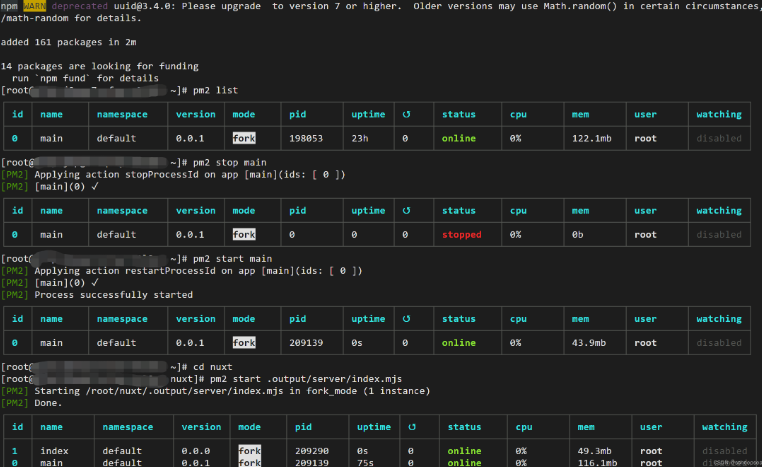 npm WARN deprecated uuid@3.4.0: Please upgrade  to version 7 or higher.  Older versions may use Math.random() in certain circumstances,
/math-random for details.
added 161 packages in 2m
14 packages are looking for funding
run `npm fund` for details
[root@ ~]# pm2 list
id name namespace version mode pid uptime ↺ status cpu mem user watching
0 main default 0.0.1 fork 198053 23h 0 online 0% 122.1mb root disabled
[root@ ~]# pm2 stop main
[PM2] Applying action stopProcessId on app [main](ids: [ 0 ])
[PM2] [main](0) ✓
id name namespace version mode pid uptime ↺ status cpu mem user watching
0 main default 0.0.1 fork 0 0 0 stopped 0% 0b root disabled
[root@ ~]# pm2 start main
[PM2] Applying action restartProcessId on app [main](ids: [ 0 ])
[PM2] [main](0) ✓
[PM2] Process successfully started
id name namespace version mode pid uptime ↺ status cpu mem user watching
0 main default 0.0.1 fork 209139 0s 0 online 0% 43.9mb root disabled
[root@ ~]# cd nuxt
[root@ nuxt]# pm2 start .output/server/index.mjs
[PM2] Starting /root/nuxt/.output/server/index.mjs in fork_mode (1 instance)
[PM2] Done.
id name namespace version mode pid uptime ↺ status cpu mem user watching
1 index default 0.0.0 fork 209290 0s 0 online 0% 49.3mb root disabled
0 main default 0.0.1 fork 209139 75s 0 online 0% 116.1mb root disabled